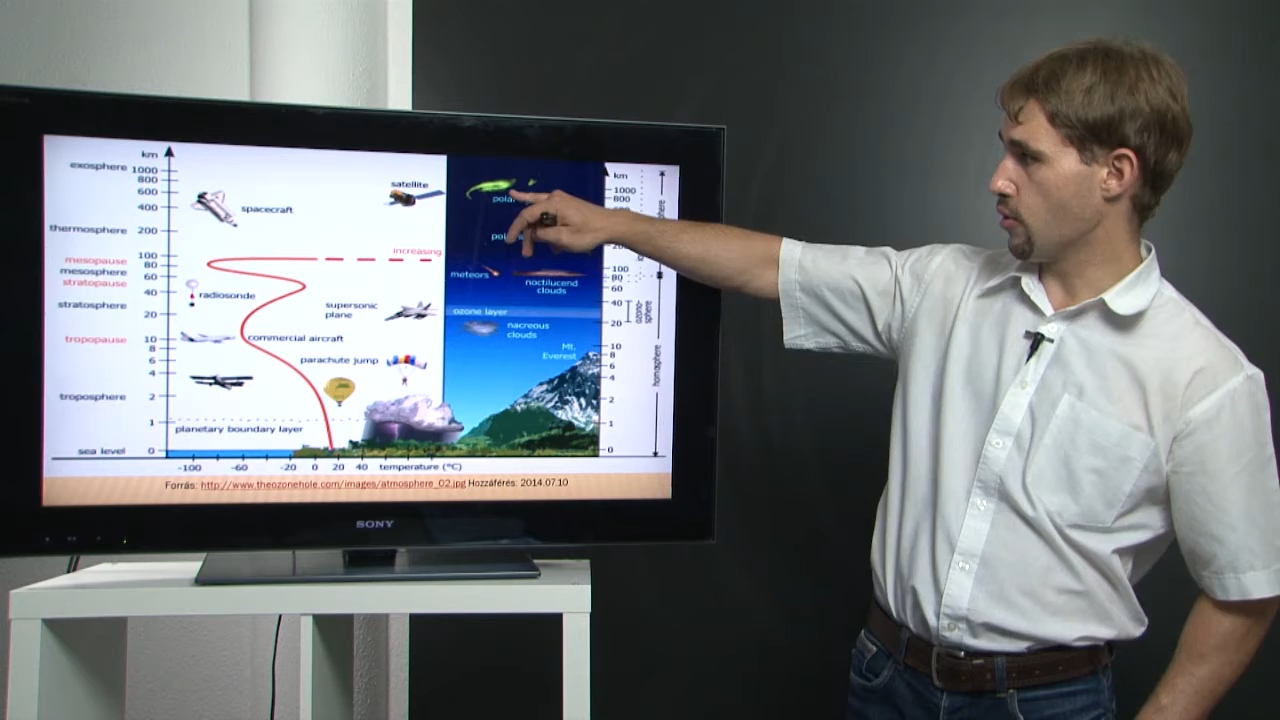 km
exosphere
1000
800
600
400
thermosphere
200
100
mesopause
80
mesosphere
60
stratopause
40
stratosphere
20
tropopause
10
8
6
4
troposphere
2
1
sea level
0
spacecraft
satellite
increasing
radiosonde
supersonic
plane
commercial aircraft
parachute jump
planetary boundary layer
-100
-60
-20
0
20
40
temperature (°C)
meteors
noctilucend
clouds
ozone layer
nacreous
clouds
Mt.
Everest
km
1000
800
600
100
80
60
40
20
10
8
6
4
2
1
0
ozono-
sphere
homosphere
Forrás: http://www.theozonehole.com/images/atmosphere_02.jpg Hozzáférés: 2014.07.10
SONY